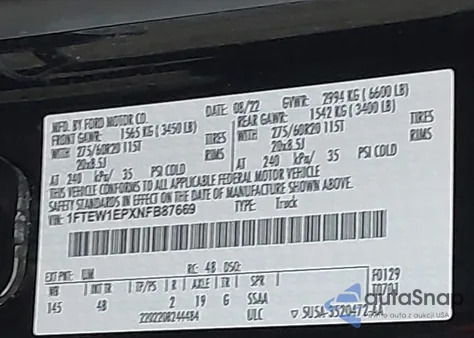 MFD. BY FORD MOTOR CO. DATE: 08/22 GVWR: 2994 KG (6600 LB)
FRONT GAWR: 1565 KG (3450 LB) REAR GAWR: 1542 KG (3400 LB)
WITH 275/60R20 115T TIRES WITH 275/60R20 115T TIRES
20x8.5J RIMS 20x8.5J RIMS
AT 240 kPa/ 35 PSI COLD AT 240 kPa/ 35 PSI COLD
THIS VEHICLE CONFORMS TO ALL APPLICABLE FEDERAL MOTOR VEHICLE
SAFETY STANDARDS IN EFFECT ON THE DATE OF MANUFACTURE SHOWN ABOVE.
VIN: 1FTEW1EPXNFB87669 TYPE: Truck
EXT PNT: UM RC: 48 DSO: F0129
WB INT TR TP/PS R AXLE TR SPR
145 48 2 19 G SSAA
2202208244484 ULC
autoSnap